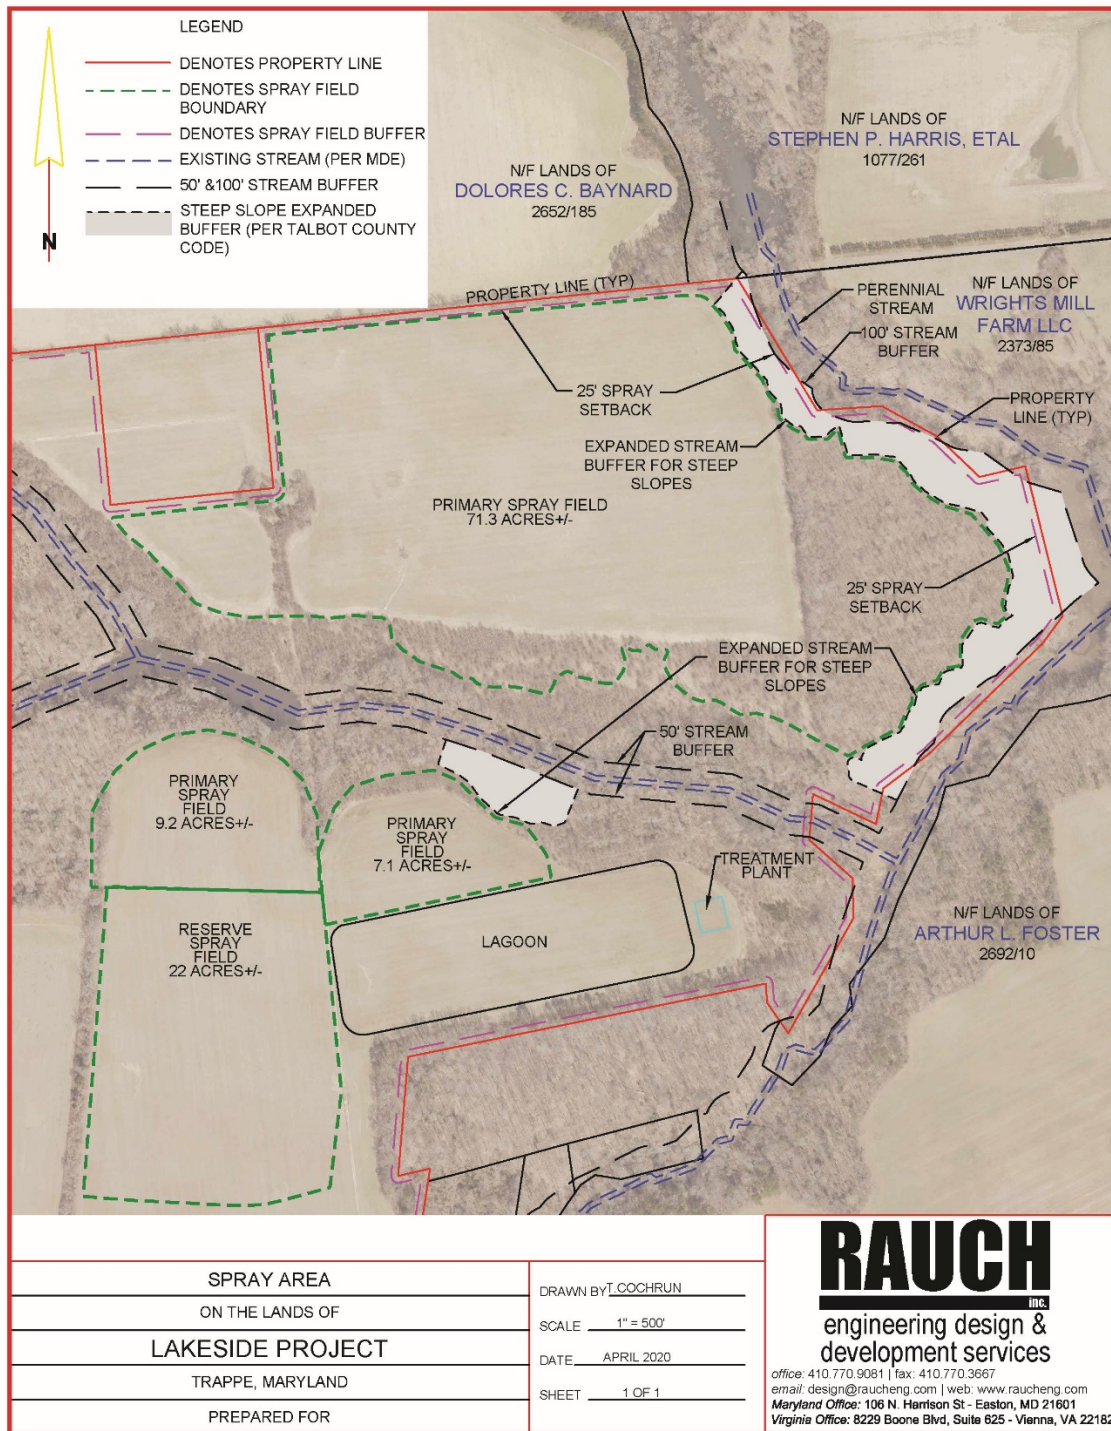 LEGEND
DENOTES PROPERTY LINE
DENOTES SPRAY FIELD
BOUNDARY
DENOTES SPRAY FIELD BUFFER
EXISTING STREAM (PER MDE)
50' &100' STREAM BUFFER
STEEP SLOPE EXPANDED
BUFFER (PER TALBOT COUNTY
CODE)
N
N/F LANDS OF
STEPHEN P. HARRIS, ETAL
1077/261
N/F LANDS OF
DOLORES C. BAYNARD
2652/185
PROPERTY LINE (TYP)
PERENNIAL
STREAM
N/F LANDS OF
WRIGHTS MILL
FARM LLC
2373/85
100' STREAM
BUFFER
25' SPRAY
SETBACK
PROPERTY
LINE (TYP)
EXPANDED STREAM
BUFFER FOR STEEP
SLOPES
PRIMARY SPRAY FIELD
71.3 ACRES+/-
25' SPRAY
SETBACK
EXPANDED STREAM
BUFFER FOR STEEP
SLOPES
50' STREAM
BUFFER
PRIMARY
SPRAY
FIELD
9.2 ACRES+/-
PRIMARY
SPRAY
FIELD
7.1 ACRES+/-
TREATMENT
PLANT
N/F LANDS OF
ARTHUR L. FOSTER
2692/10
RESERVE
SPRAY
FIELD
22 ACRES+/-
LAGOON
SPRAY AREA
ON THE LANDS OF
LAKESIDE PROJECT
TRAPPE, MARYLAND
PREPARED FOR
DRAWN BY T.COCHRUN
SCALE 1" = 500'
DATE APRIL 2020
SHEET 1 OF 1
RAUCH
inc.
engineering design &
development services
office: 410.770.9081 | fax: 410.770.3667
email: design@raucheng.com | web: www.raucheng.com
Maryland Office: 106 N. Harrison St - Easton, MD 21601
Virginia Office: 8229 Boone Blvd, Suite 625 - Vienna, VA 22182